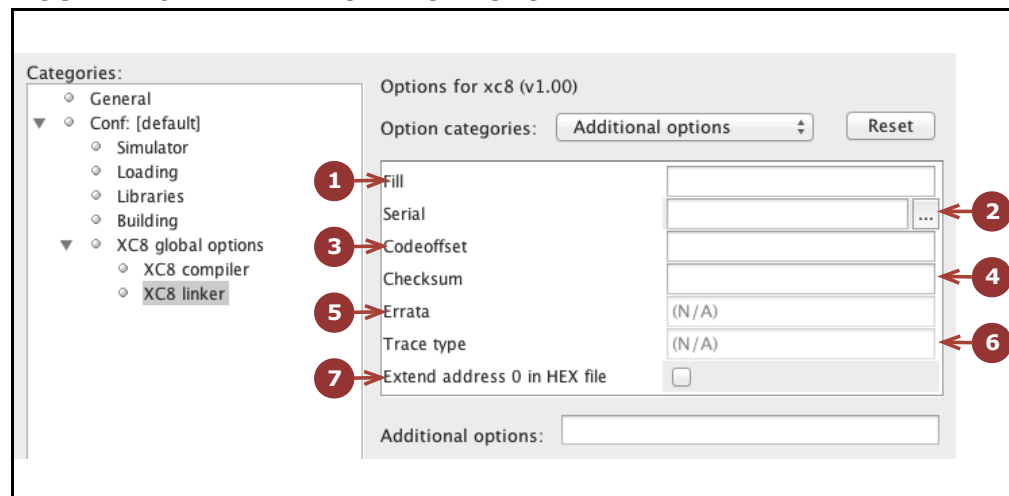 Categories:
General
Conf: [default]
Simulator
Loading
Libraries
Building
XC8 global options
XC8 compiler
XC8 linker
Options for xc8 (v1.00)
Option categories: Additional options Reset
1 Fill
Serial ... 2
3 Codeoffset
Checksum 4
5 Errata (N/A)
Trace type (N/A) 6
7 Extend address 0 in HEX file
Additional options: